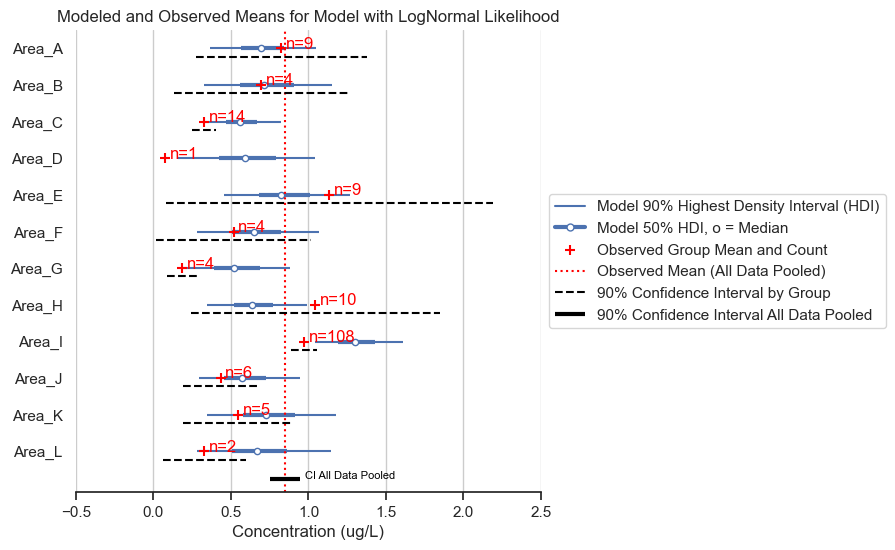 Modeled and Observed Means for Model with LogNormal Likelihood
Area_A
n=9
Area_B
n=4
Area_C
n=14
Area_D
n=1
Area_E
n=9
Area_F
n=4
Area_G
n=4
Area_H
n=10
Area_I
n=108
Area_J
n=6
Area_K
n=5
Area_L
n=2
CI All Data Pooled
−0.5 0.0 0.5 1.0 1.5 2.0 2.5
Concentration (ug/L)
Model 90% Highest Density Interval (HDI)
Model 50% HDI, o = Median
Observed Group Mean and Count
Observed Mean (All Data Pooled)
90% Confidence Interval by Group
90% Confidence Interval All Data Pooled